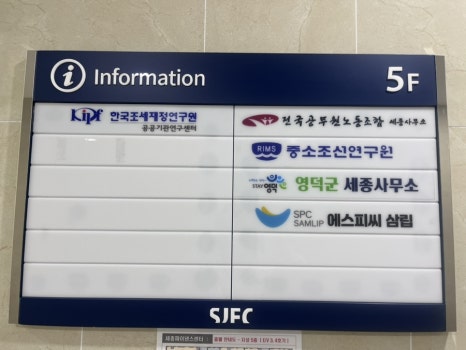 Information
5F
Kipf 한국조세재정연구원
공공기관연구센터
전국공무원노동조합 세종사무소
RIMS 중소조선연구원
STAY 영덕 영덕군 세종사무소
SPC
SAMLIP 에스피씨 삼립
SJFC